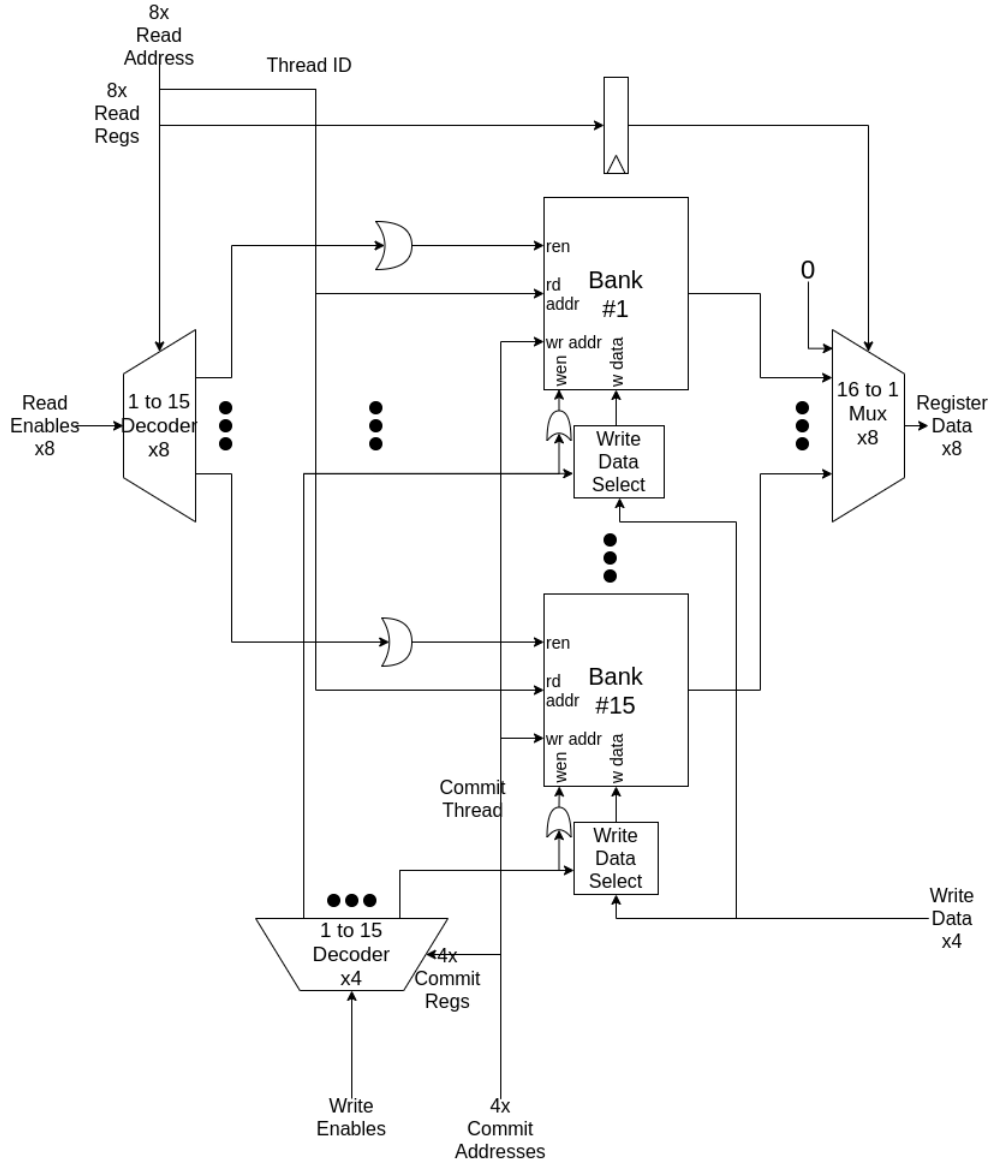 8x
Read
Address
Thread ID
8x
Read
Regs
ren
rd
addr
Bank
#1
wr addr
wen
w data
0
1 to 15
Decoder
x8
Read
Enables
x8
16 to 1
Mux
x8
Register
Data
x8
Write
Data
Select
ren
rd
addr
Bank
#15
wr addr
wen
w data
Commit
Thread
Write
Data
Select
Write
Data
x4
1 to 15
Decoder
x4
4x
Commit
Regs
Write
Enables
4x
Commit
Addresses